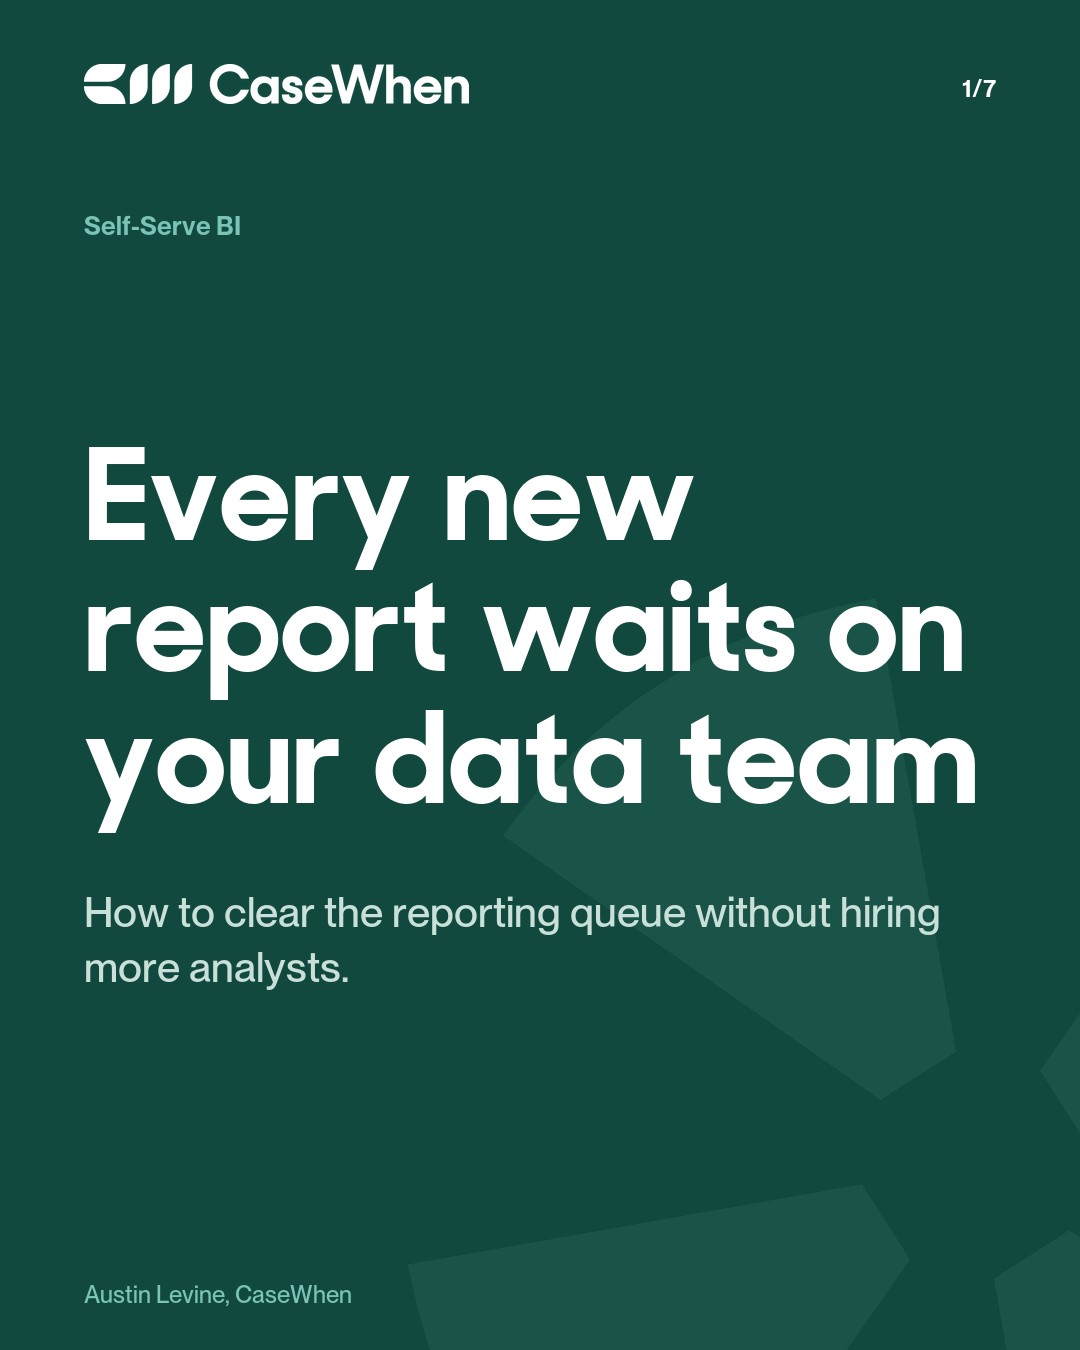 CaseWhen
1/7
Self-Serve BI
Every new
report waits on
your data team
How to clear the reporting queue without hiring
more analysts.
Austin Levine, CaseWhen